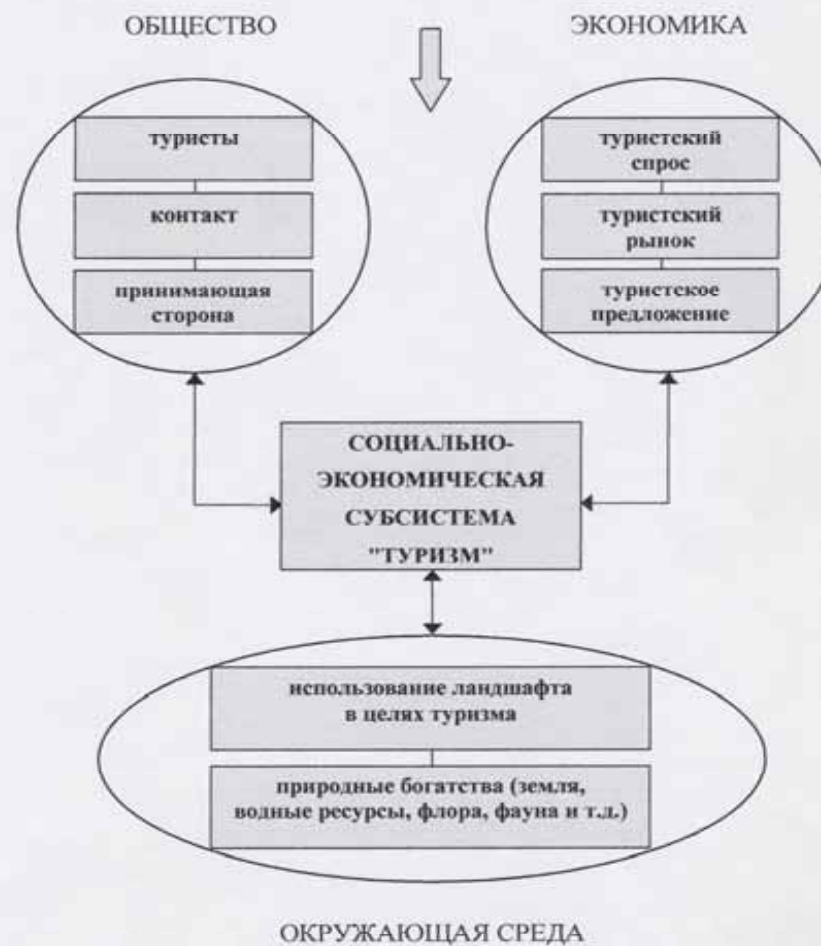 ОБЩЕСТВО
ЭКОНОМИКА
туристы
контакт
принимающая
сторона
туристский
спрос
туристский
рынок
туристское
предложение
СОЦИАЛЬНО-
ЭКОНОМИЧЕСКАЯ
СУБСИСТЕМА
"ТУРИЗМ"
использование ландшафта
в целях туризма
природные богатства (земля,
водные ресурсы, флора, фауна и т.д.)
ОКРУЖАЮЩАЯ СРЕДА